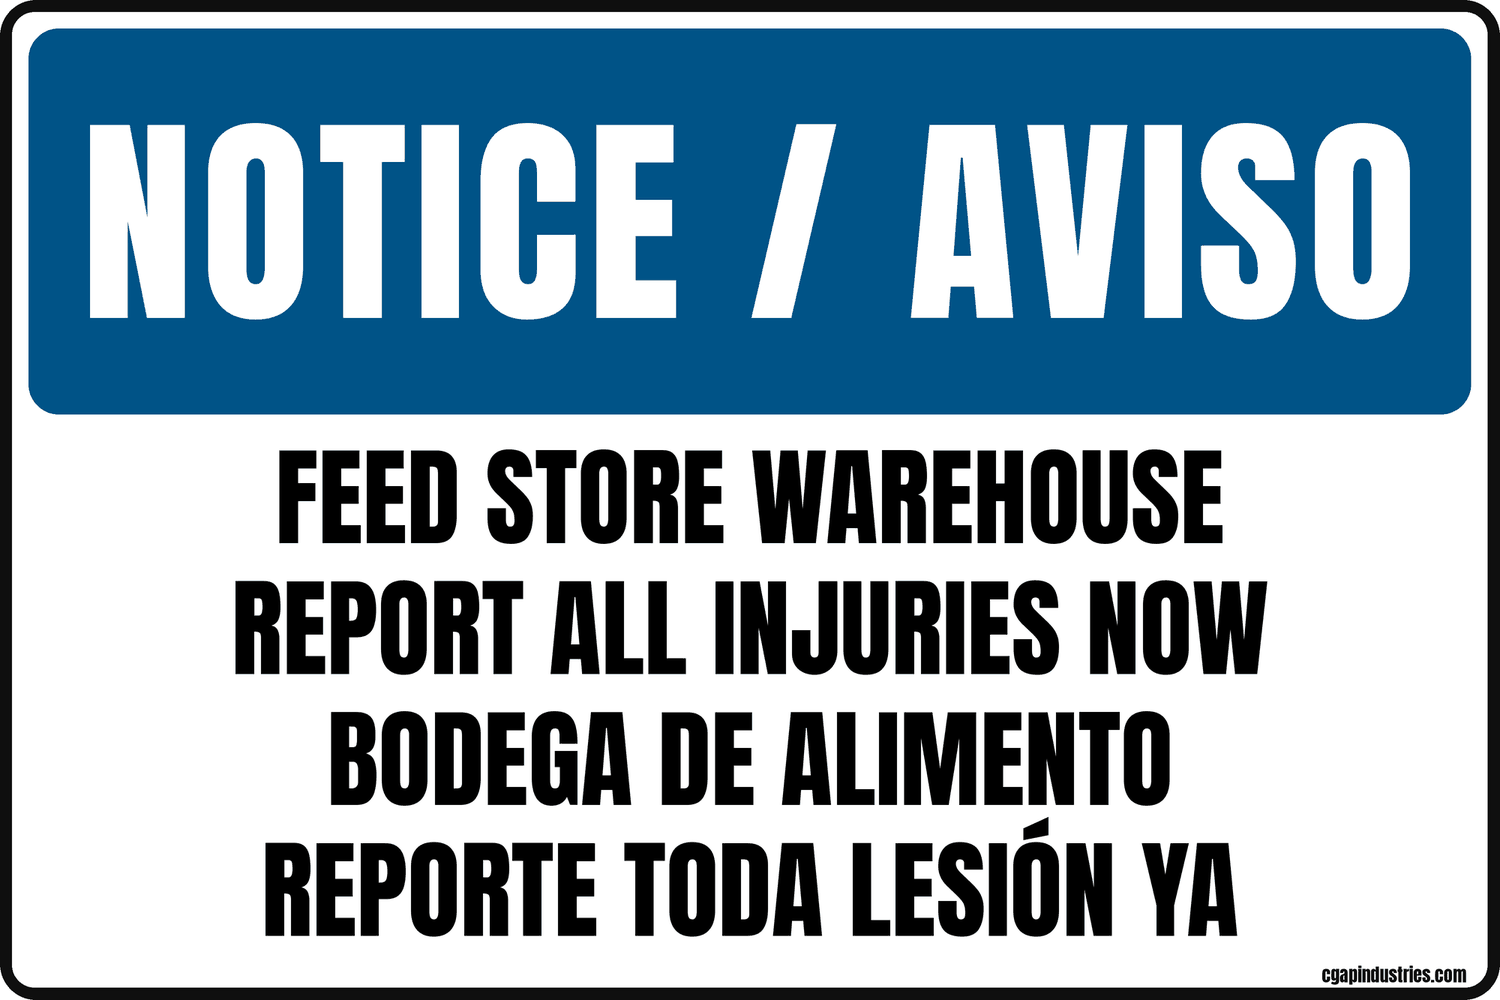 NOTICE / AVISO
FEED STORE WAREHOUSE
REPORT ALL INJURIES NOW
BODEGA DE ALIMENTO
REPORTE TODA LESIÓN YA
cgapindustries.com